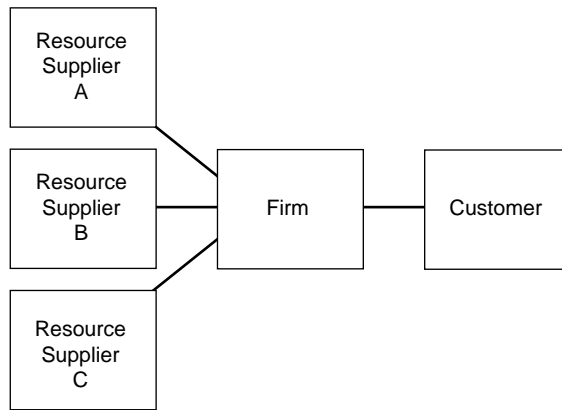 Resource
Supplier
A
Resource
Supplier
B
Firm
Customer
Resource
Supplier
C